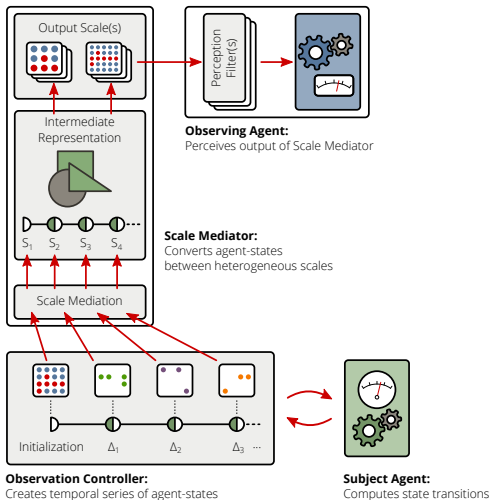 Output Scale(s)
Perception
Filter(s)
Intermediate
Representation
Observing Agent:
Perceives output of Scale Mediator
S1 S2 S3 S4
Scale Mediator:
Converts agent-states
between heterogeneous scales
Scale Mediation
Initialization Δ1 Δ2 Δ3 ...
Observation Controller:
Creates temporal series of agent-states
Subject Agent:
Computes state transitions